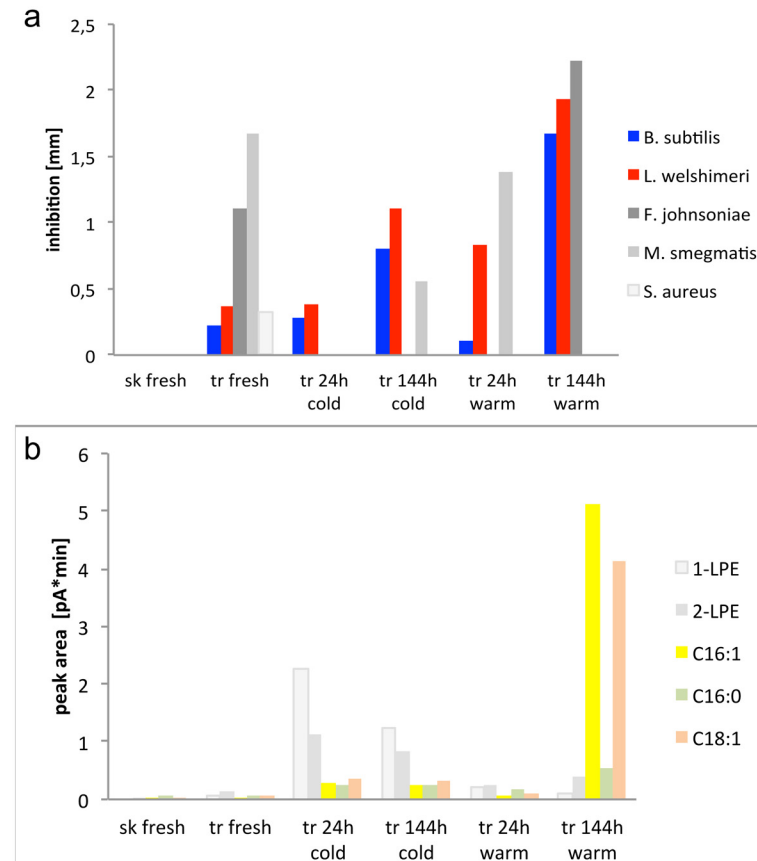 a
2,5
2
1,5
1
0,5
0
inhibition [mm]
sk fresh
tr fresh
tr 24h
cold
tr 144h
cold
tr 24h
warm
tr 144h
warm
B. subtilis
L. welshimeri
F. johnsoniae
M. smegmatis
S. aureus
b
6
5
4
3
2
1
0
peak area [pA*min]
sk fresh
tr fresh
tr 24h
cold
tr 144h
cold
tr 24h
warm
tr 144h
warm
1-LPE
2-LPE
C16:1
C16:0
C18:1